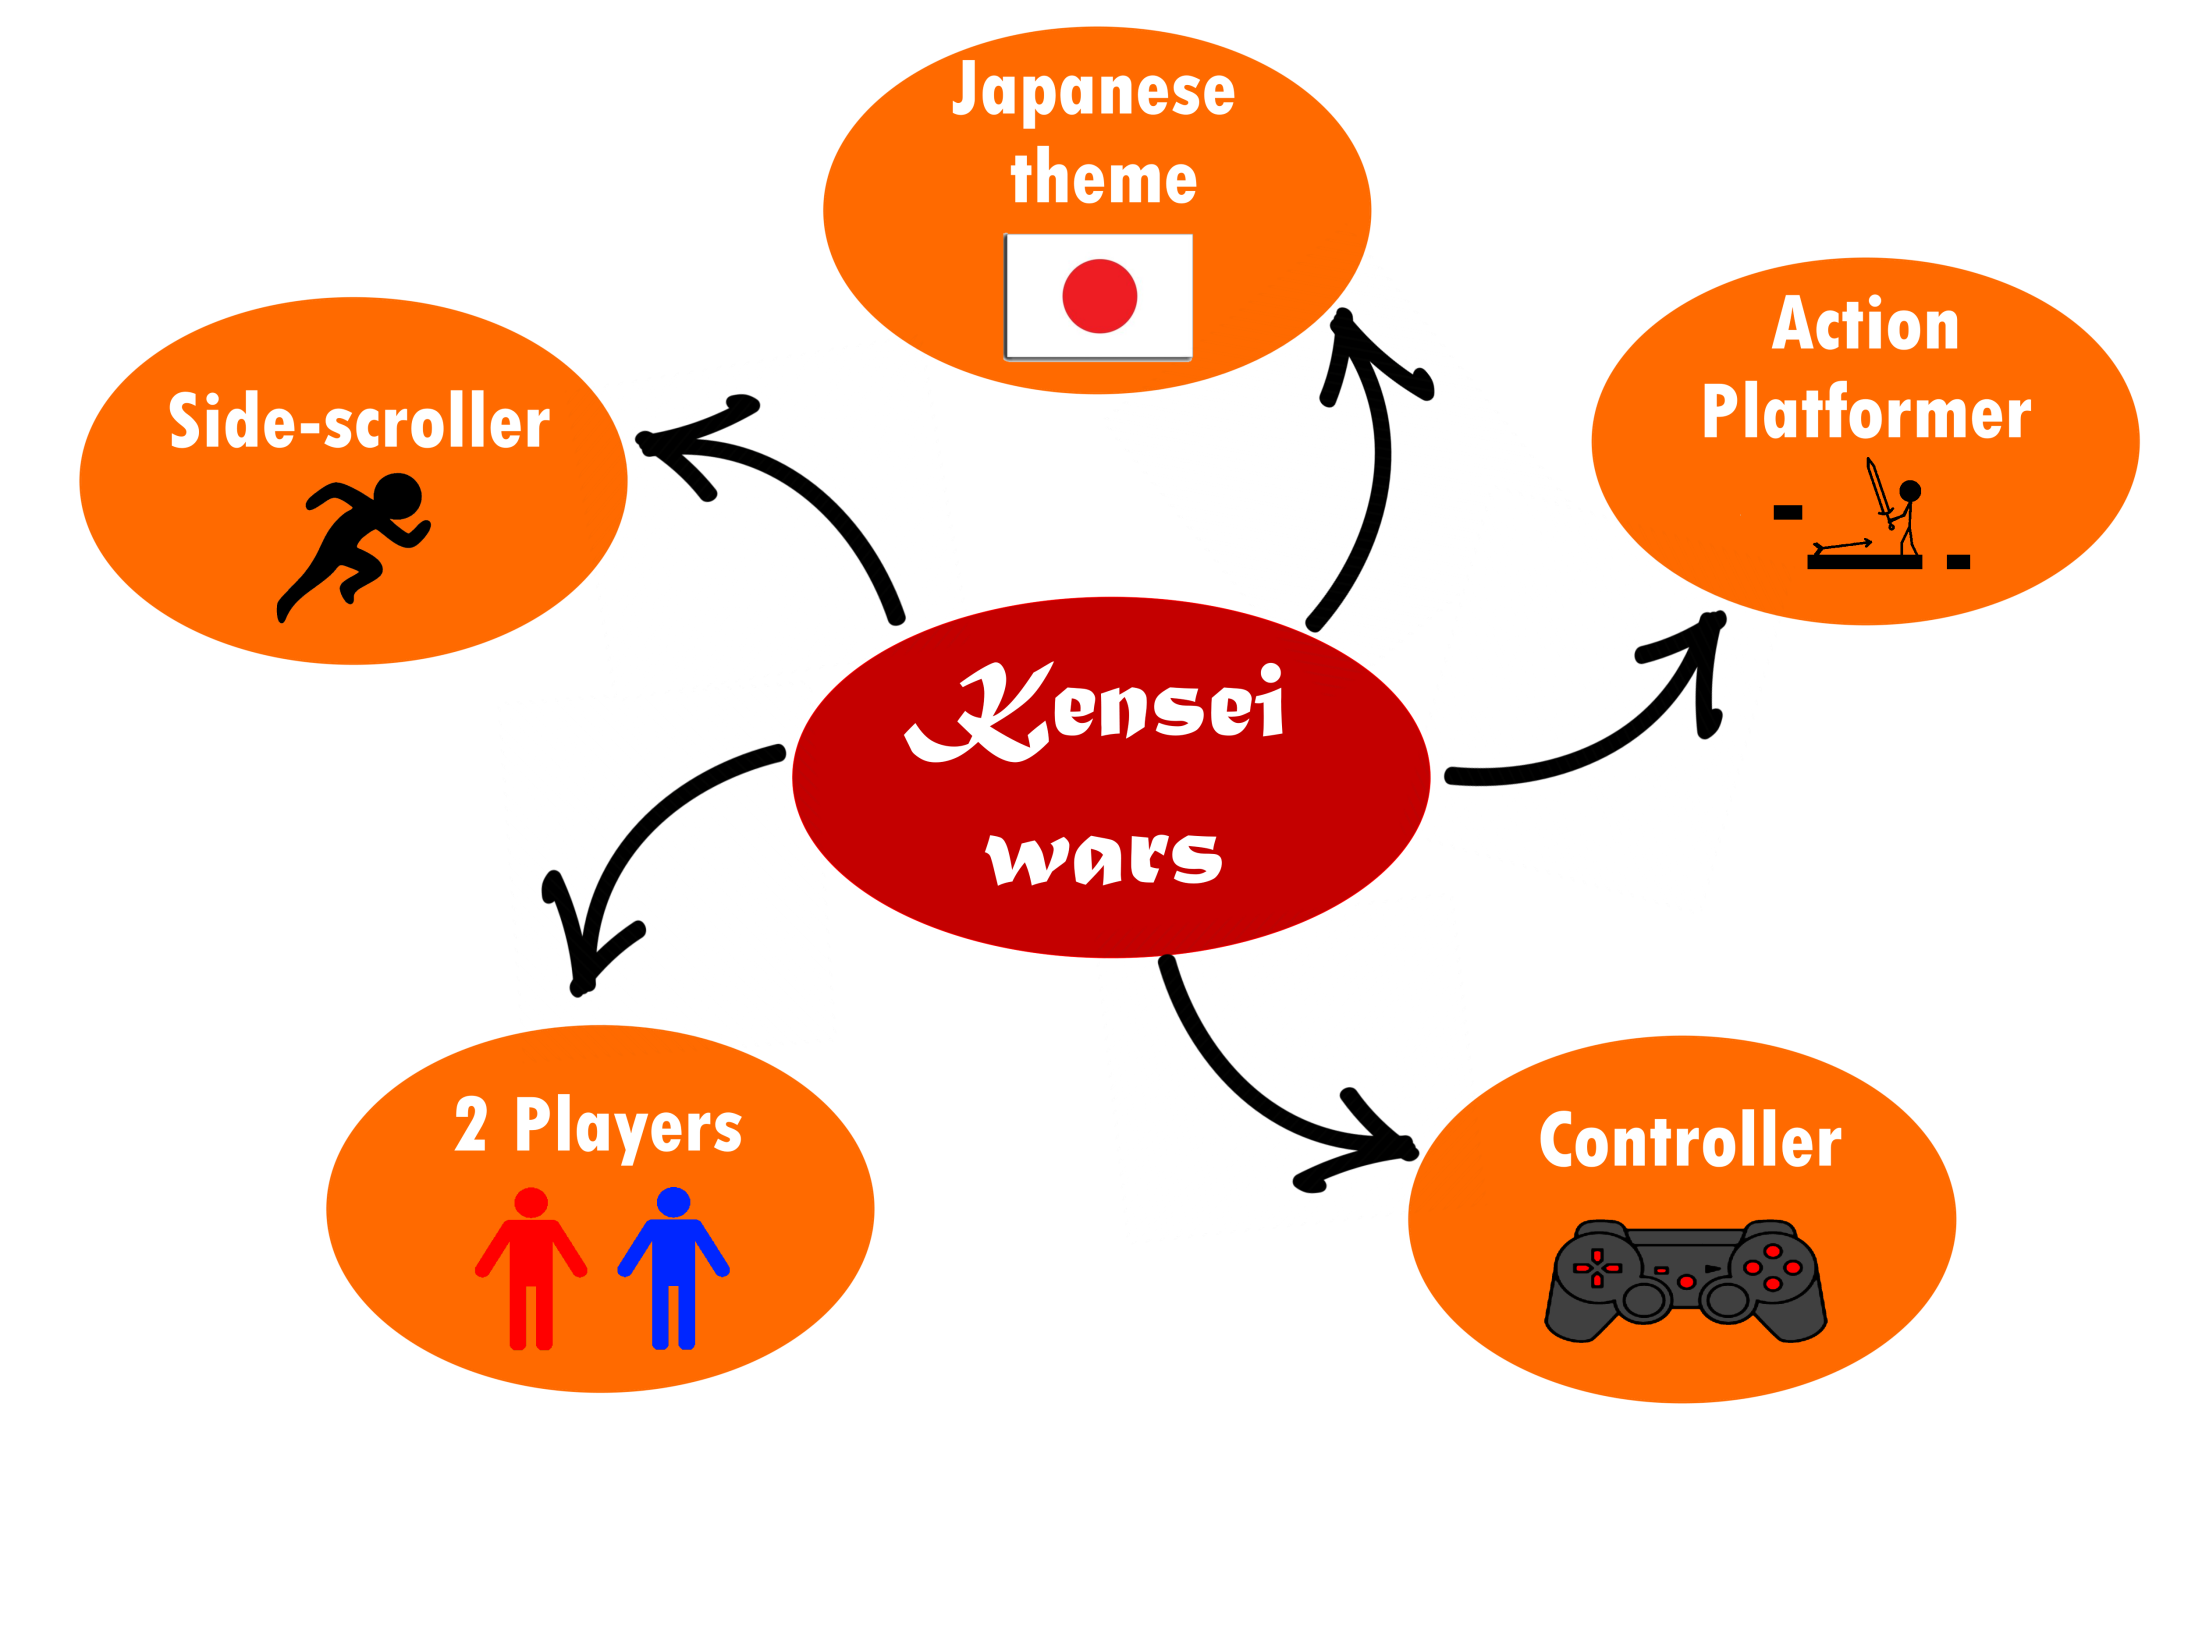 Japanese
theme
Action
Platformer
Side-scroller
Kensei
wars
2 Players
Controller